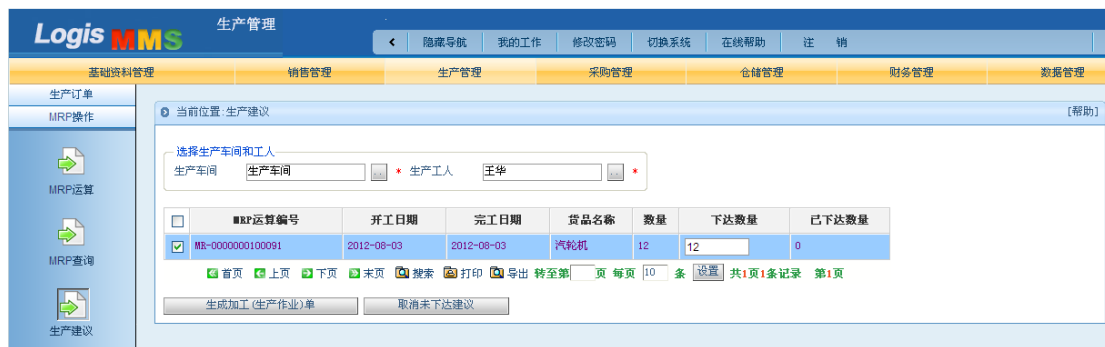 Logis MMS
生产管理
隐藏导航 我的工作 修改密码 切换系统 在线帮助 注 销
基础资料管理 销售管理 生产管理 采购管理 仓储管理 财务管理 数据管理
生产订单
MRP操作
MRP运算
MRP查询
生产建议
当前位置:生产建议 [帮助]
选择生产车间和工人
生产车间 生产车间 ... * 生产工人 王华 ... *
MRP运算编号 开工日期 完工日期 货品名称 数量 下达数量 已下达数量
MR-0000000100091 2012-08-03 2012-08-03 汽轮机 12 12 0
首页 上页 下页 末页 搜索 打印 导出 转至第 页 每页 10 条 设置 共1页1条记录 第1页
生成加工(生产作业)单 取消未下达建议